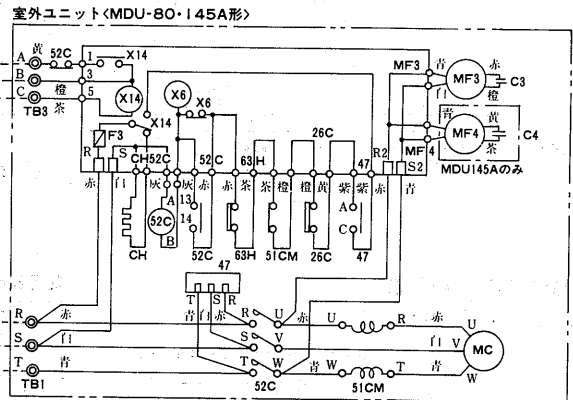 室外ユニット〈MDU-80・145A形〉
A 黄 52C 1 X14
B 3
C 橙 5 X14
TB3 茶
X6 X6
MF3 青 赤
白 MF3 橙 C3
青 黄
MF4 C4
MF4 茶
MDU145Aのみ
F3 X14
R S CH 52C 52C 63H 26C 47 R2 S2
赤 白 灰 灰 赤 茶 茶 橙 橙 黄 紫 紫 赤 青
A 13 A
52C 14 C
B
CH 52C 63H 51CM 26C 47
47
T S R
青 白 赤
R 赤 R U 赤 U R 赤 U
S 白 S V 白 V MC
T 青 T W 青 W T 青 W
TB1 52C 51CM